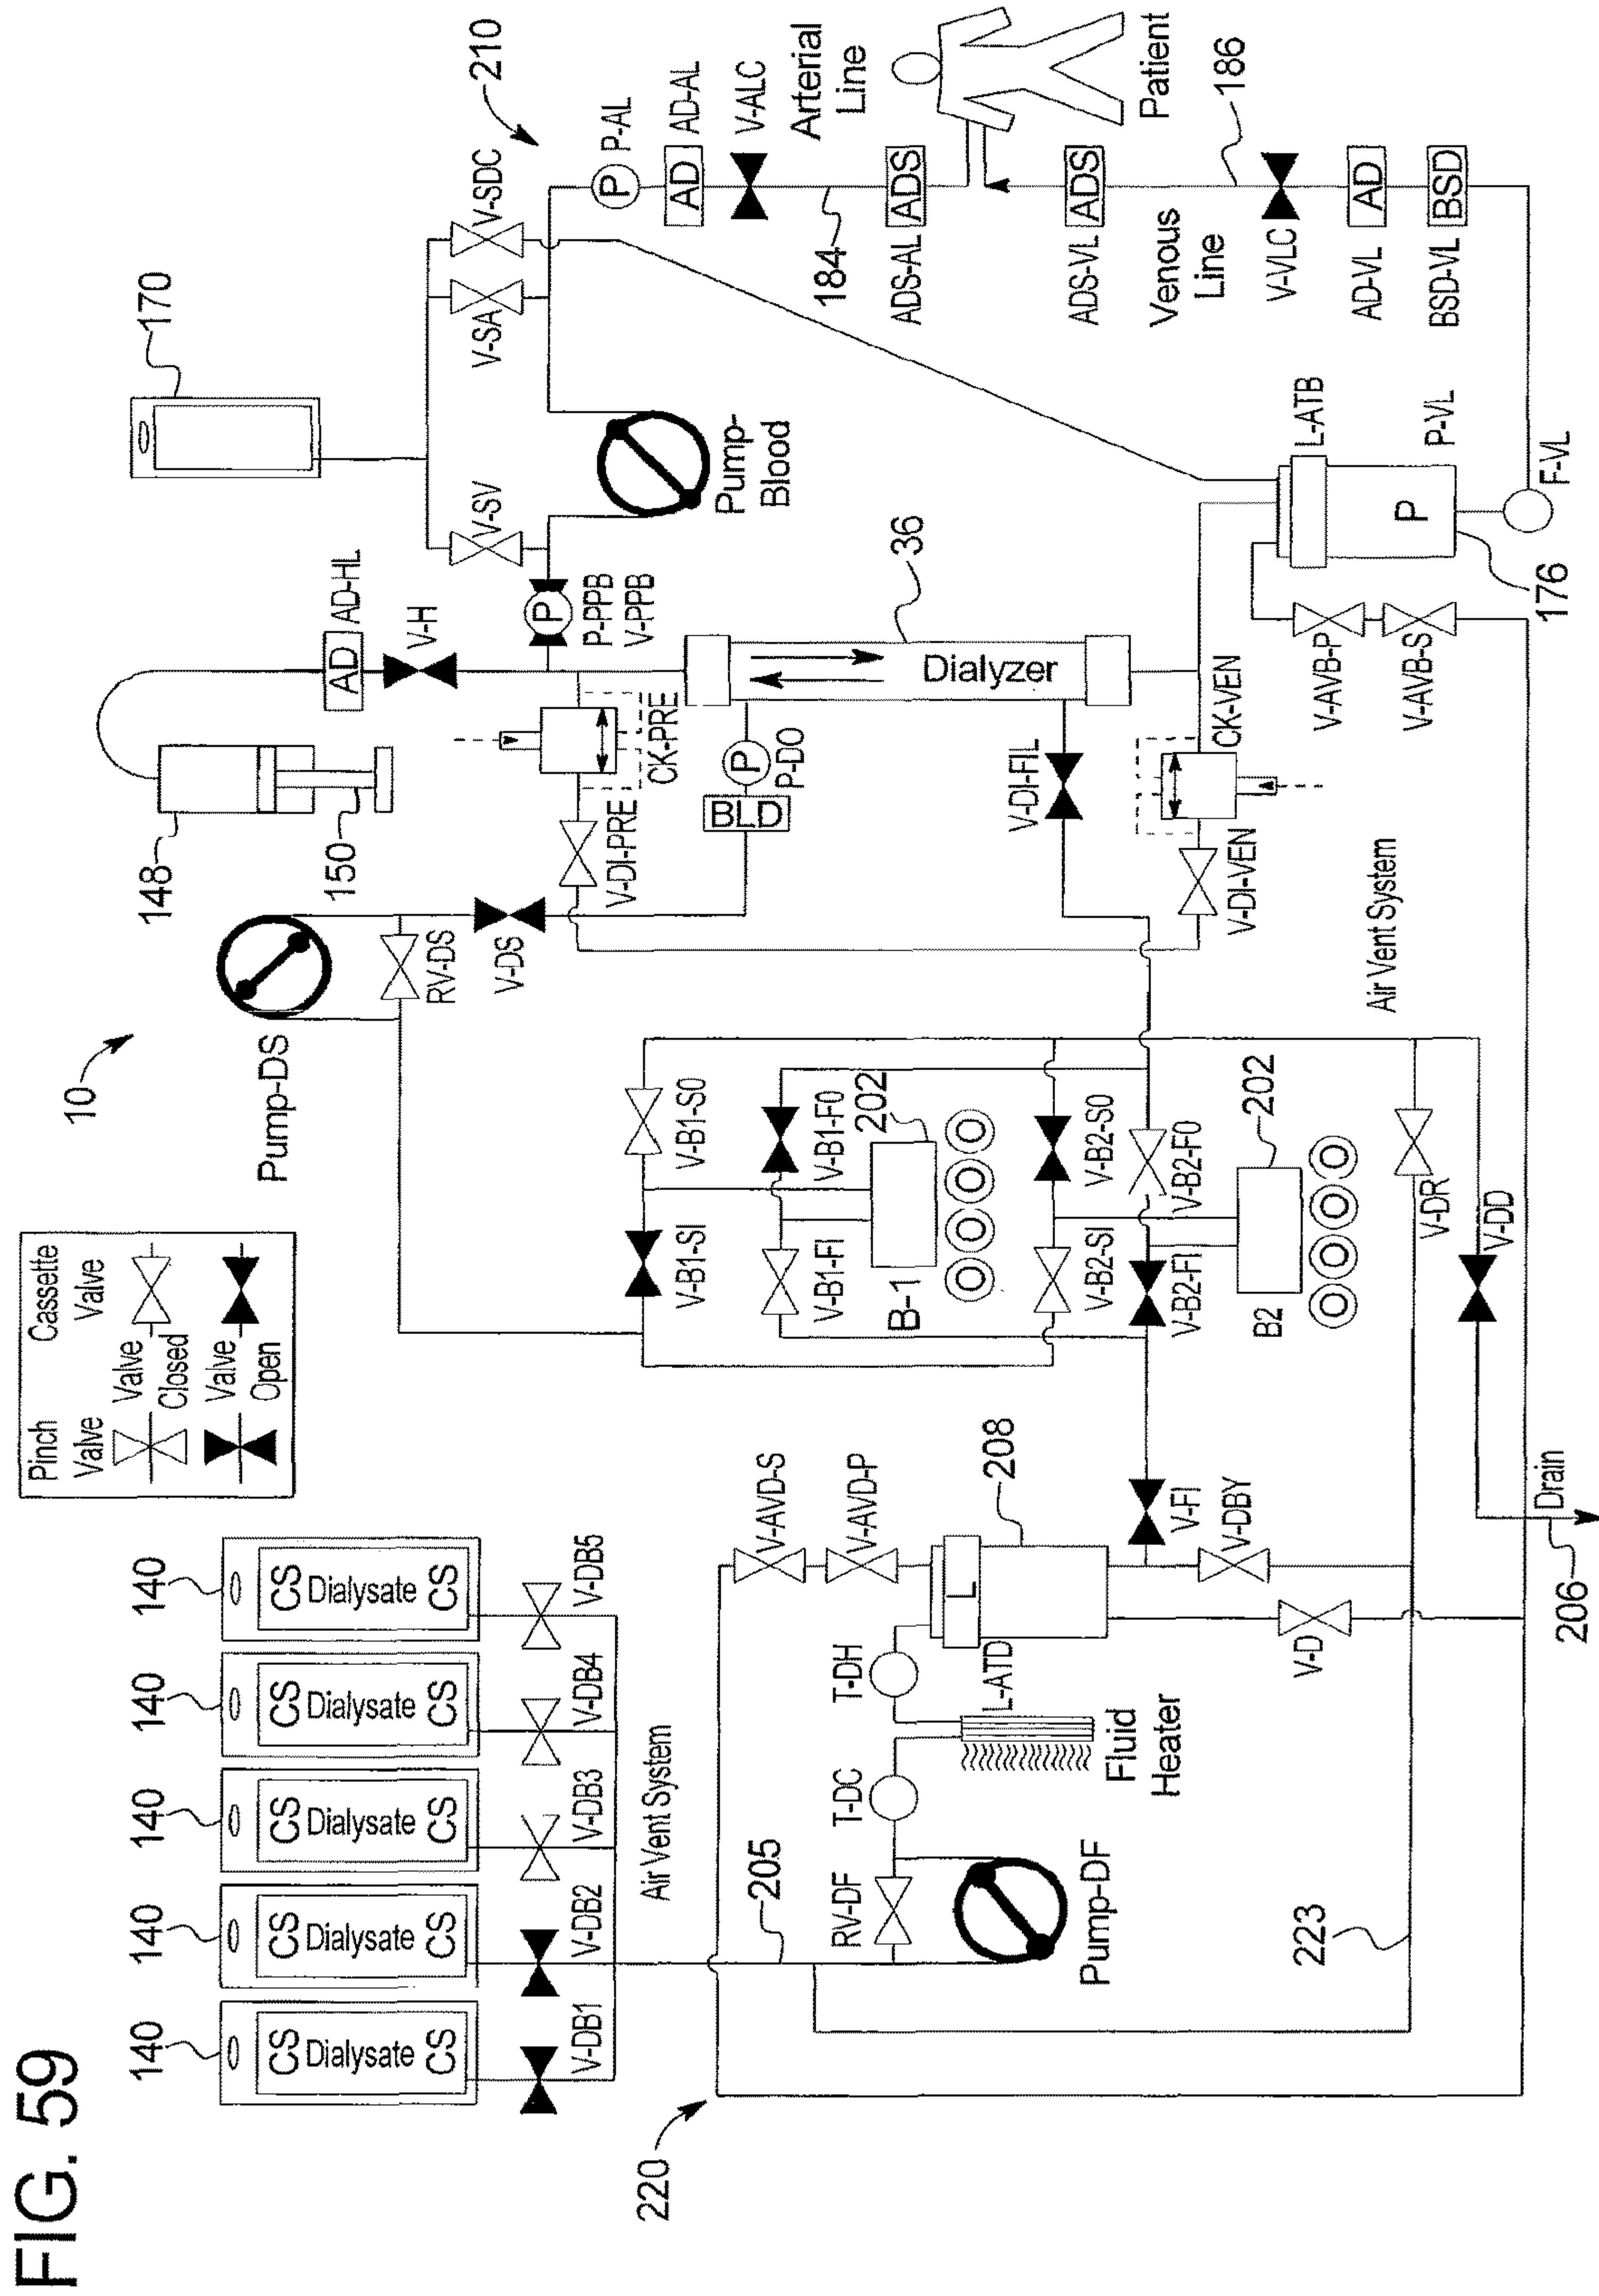 FIG. 59
10
Pinch
Valve
Cassette
Valve
Valve
Closed
Valve
Open
140
140
140
140
140
CS Dialysate CS
CS Dialysate CS
CS Dialysate CS
CS Dialysate CS
CS Dialysate CS
V-DB1
V-DB2
V-DB3
V-DB4
V-DB5
Air Vent System
220
205
RV-DF
Pump-DF
T-DC
T-DH
Fluid
Heater
L-ATD
L
208
V-AVD-S
V-AVD-P
V-FI
V-DBY
V-D
223
206
Drain
Pump-DS
RV-DS
V-DS
V-B1-SI
V-B1-S0
V-B1-FI
V-B1-F0
B-1
202
V-B2-SI
V-B2-S0
V-B2-FI
V-B2-F0
B2
202
V-DR
V-DD
Air Vent System
148
150
AD
AD-HL
V-H
V-DI-PRE
CK-PRE
BLD
P
P-DO
V-DI-FIL
V-DI-VEN
CK-VEN
Dialyzer
36
P
P-PPB
V-PPB
170
V-SV
V-SA
V-SDC
Pump-
Blood
210
P
P-AL
AD
AD-AL
V-ALC
Arterial
Line
184
ADS
ADS-AL
Patient
ADS
ADS-VL
Venous
Line
186
V-VLC
AD
AD-VL
BSD
BSD-VL
L-ATB
P
P-VL
F-VL
176
V-AVB-P
V-AVB-S